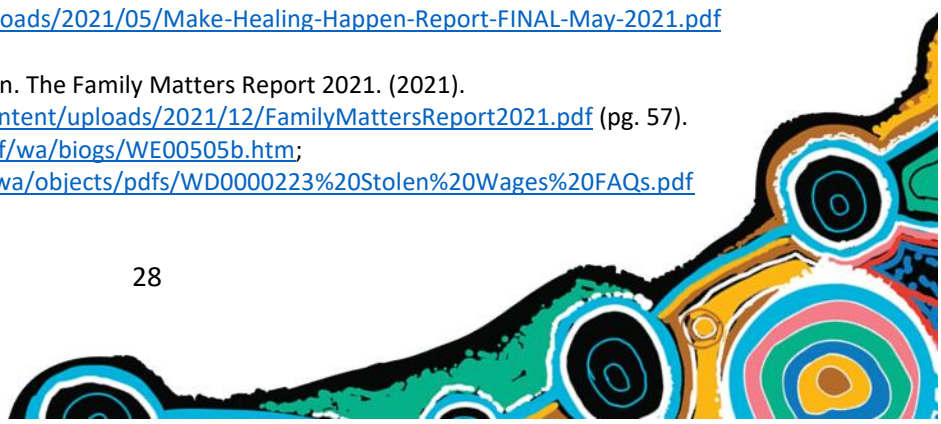 oads/2021/05/Make-Healing-Happen-Report-FINAL-May-2021.pdf
n. The Family Matters Report 2021. (2021).
ntent/uploads/2021/12/FamilyMattersReport2021.pdf (pg. 57).
f/wa/biogs/WE00505b.htm;
wa/objects/pdfs/WD0000223%20Stolen%20Wages%20FAQs.pdf
28